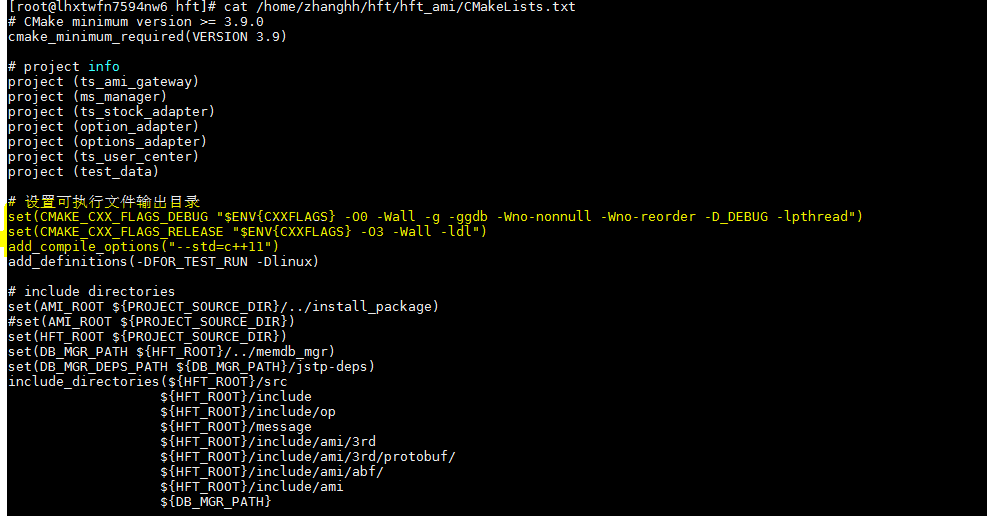 [root@lhxtwfn7594nw6 hft]# cat /home/zhanghh/hft/hft_ami/CMakeLists.txt
# CMake minimum version >= 3.9.0
cmake_minimum_required(VERSION 3.9)
# project info
project (ts_ami_gateway)
project (ms_manager)
project (ts_stock_adapter)
project (option_adapter)
project (options_adapter)
project (ts_user_center)
project (test_data)
# 设置可执行文件输出目录
set(CMAKE_CXX_FLAGS_DEBUG "$ENV{CXXFLAGS} -O0 -Wall -g -ggdb -Wno-nonnull -Wno-reorder -D_DEBUG -lpthread")
set(CMAKE_CXX_FLAGS_RELEASE "$ENV{CXXFLAGS} -O3 -Wall -ldl")
add_compile_options("--std=c++11")
add_definitions(-DFOR_TEST_RUN -Dlinux)
# include directories
set(AMI_ROOT ${PROJECT_SOURCE_DIR}/../install_package)
#set(AMI_ROOT ${PROJECT_SOURCE_DIR})
set(HFT_ROOT ${PROJECT_SOURCE_DIR})
set(DB_MGR_PATH ${HFT_ROOT}/../memdb_mgr)
set(DB_MGR_DEPS_PATH ${DB_MGR_PATH}/jstp-deps)
include_directories(${HFT_ROOT}/src
${HFT_ROOT}/include
${HFT_ROOT}/include/op
${HFT_ROOT}/message
${HFT_ROOT}/include/ami/3rd
${HFT_ROOT}/include/ami/3rd/protobuf/
${HFT_ROOT}/include/ami/abf/
${HFT_ROOT}/include/ami
${DB_MGR_PATH}